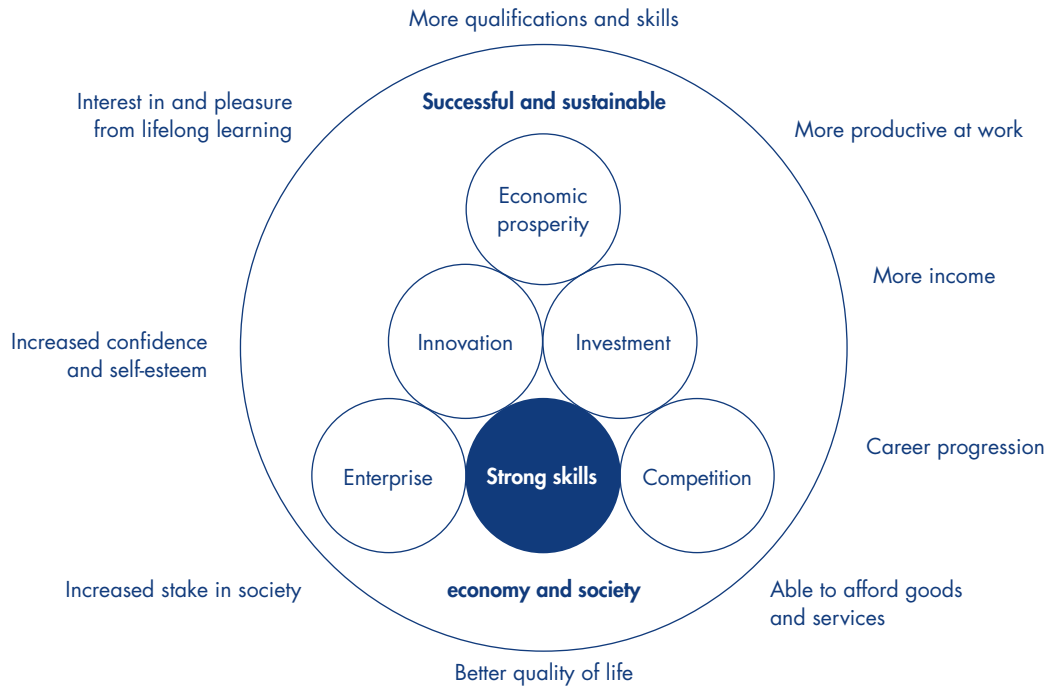 More qualifications and skills
Interest in and pleasure
from lifelong learning
Successful and sustainable
More productive at work
Economic
prosperity
More income
Increased confidence
and self-esteem
Innovation
Investment
Career progression
Enterprise
Strong skills
Competition
Increased stake in society
economy and society
Able to afford goods
and services
Better quality of life